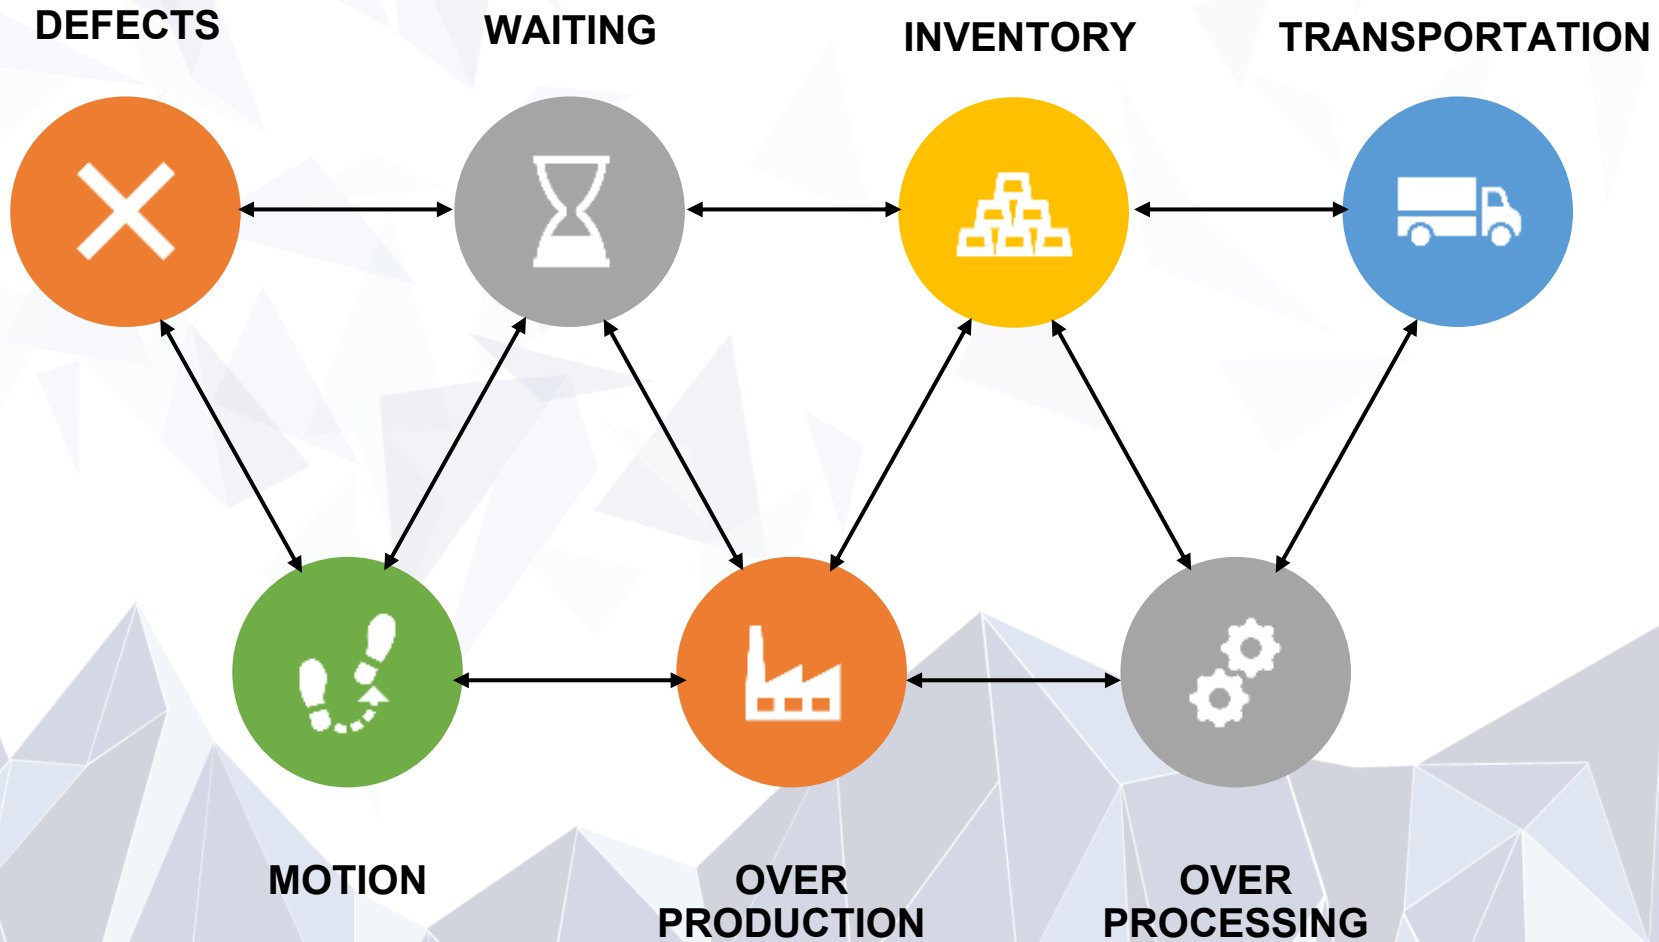 DEFECTS
WAITING
INVENTORY
TRANSPORTATION
MOTION
OVER
PRODUCTION
OVER
PROCESSING